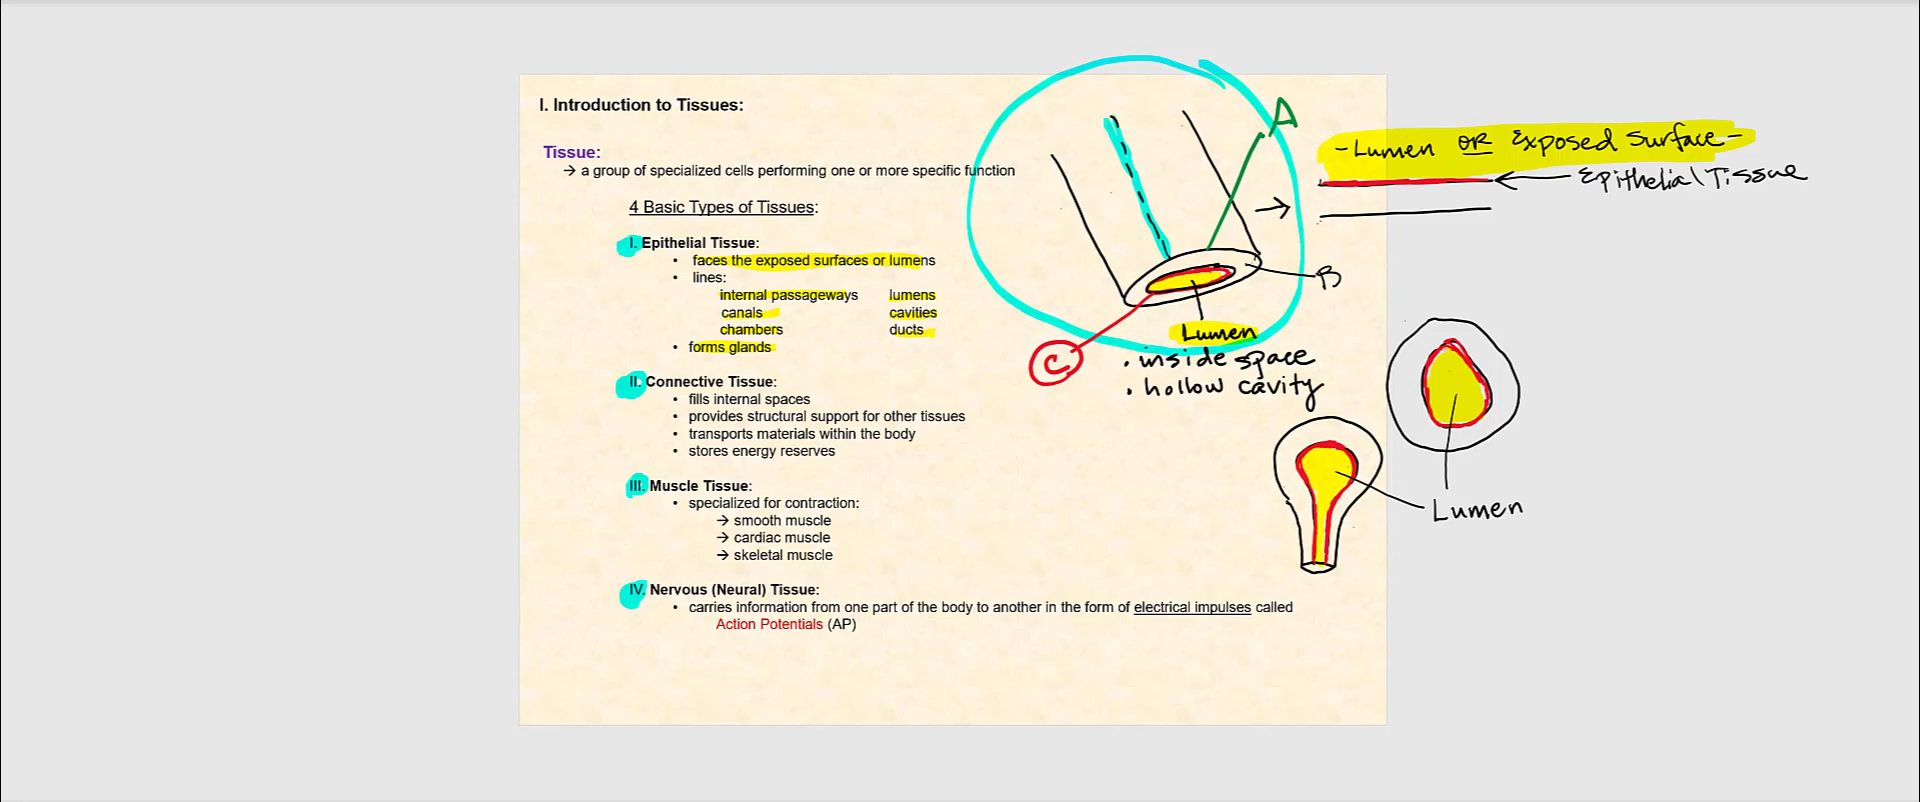 I. Introduction to Tissues:
Tissue:
→ a group of specialized cells performing one or more specific function
4 Basic Types of Tissues:
I. Epithelial Tissue:
• faces the exposed surfaces or lumens
• lines:
internal passageways lumens
canals cavities
chambers ducts
• forms glands
II. Connective Tissue:
• fills internal spaces
• provides structural support for other tissues
• transports materials within the body
• stores energy reserves
III. Muscle Tissue:
• specialized for contraction:
→ smooth muscle
→ cardiac muscle
→ skeletal muscle
IV. Nervous (Neural) Tissue:
• carries information from one part of the body to another in the form of electrical impulses called
Action Potentials (AP)
A
B
C
Lumen
• inside space
• hollow cavity
-Lumen OR Exposed Surface-
Epithelial Tissue
Lumen